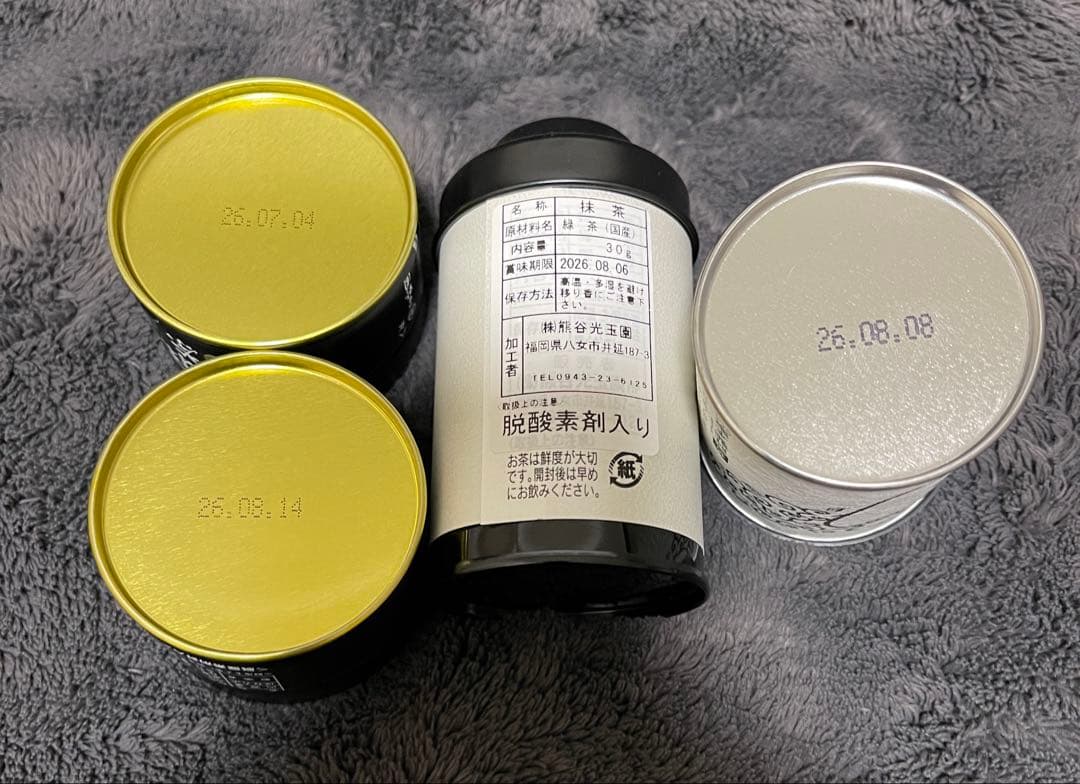 26.07.04
26.08.14
名 称 抹 茶
原材料名 緑 茶 (国産)
内容量 30g
賞味期限 2026.08.06
保存方法 高温・多湿を避け
移り香にご注意下
さい。
加工者 ㈱熊谷光玉園
福岡県八女市井延187-3
TEL0943-23-6125
(取扱上の注意)
脱酸素剤入り
お茶は鮮度が大切
です。開封後は早め
にお飲みください。
紙
26.08.08